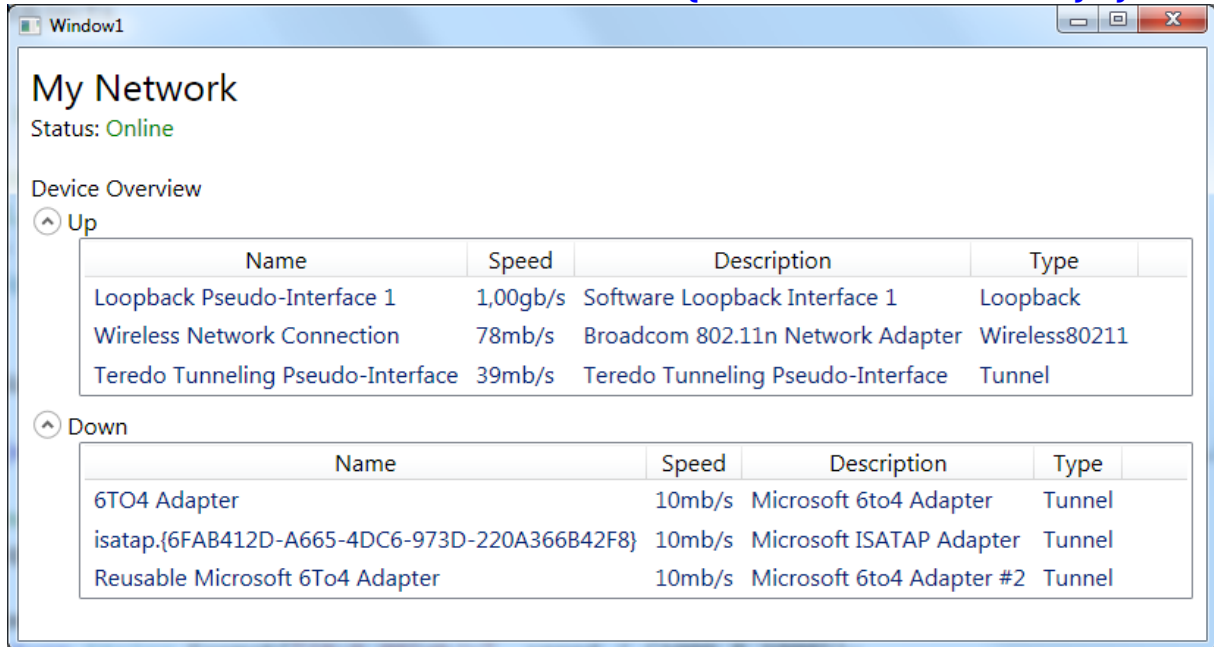 Window1
My Network
Status: Online
Device Overview
Up
Name Speed Description Type
Loopback Pseudo-Interface 1 1,00gb/s Software Loopback Interface 1 Loopback
Wireless Network Connection 78mb/s Broadcom 802.11n Network Adapter Wireless80211
Teredo Tunneling Pseudo-Interface 39mb/s Teredo Tunneling Pseudo-Interface Tunnel
Down
Name Speed Description Type
6TO4 Adapter 10mb/s Microsoft 6to4 Adapter Tunnel
isatap.{6FAB412D-A665-4DC6-973D-220A366B42F8} 10mb/s Microsoft ISATAP Adapter Tunnel
Reusable Microsoft 6To4 Adapter 10mb/s Microsoft 6to4 Adapter #2 Tunnel